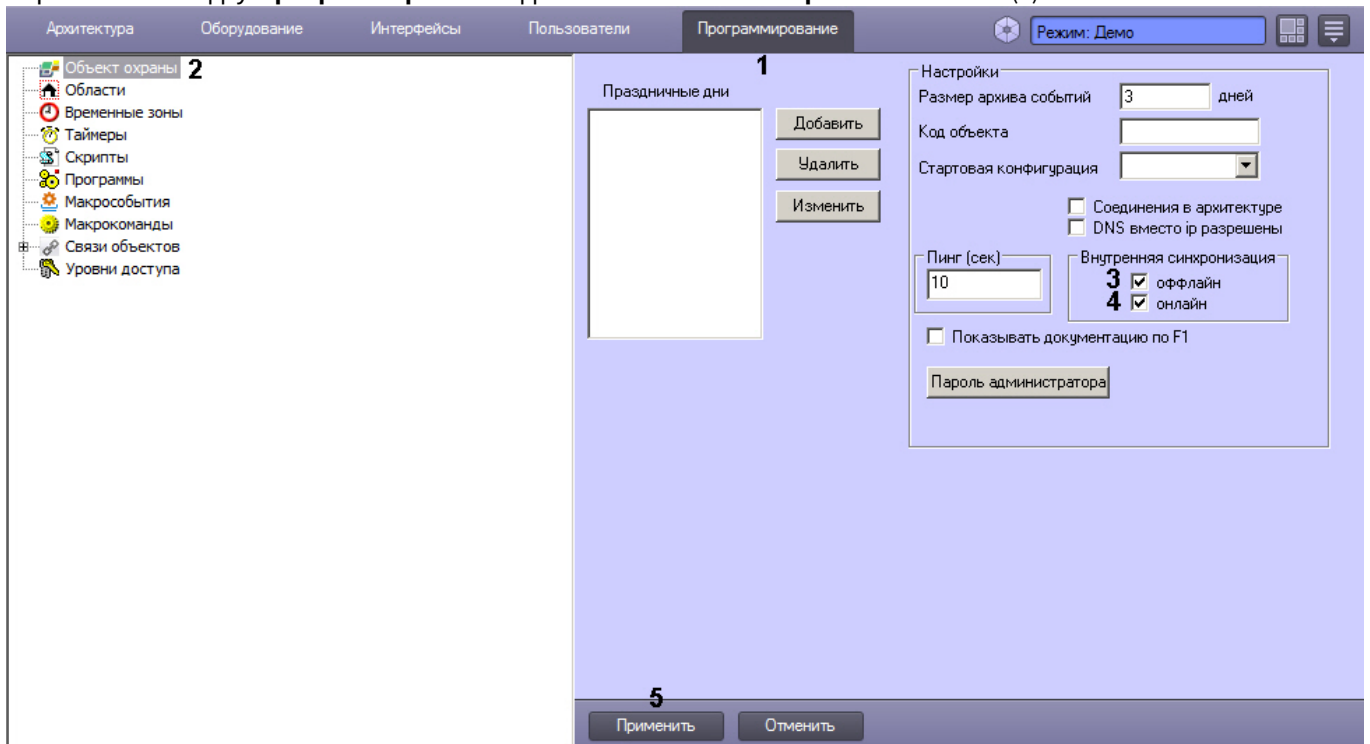 Архитектура Оборудование Интерфейсы Пользователи Программирование Режим: Демо
1
Объект охраны 2
Области
Временные зоны
Таймеры
Скрипты
Программы
Макрособытия
Макрокоманды
Связи объектов
Уровни доступа
Праздничные дни
Добавить
Удалить
Изменить
Настройки
Размер архива событий 3 дней
Код объекта
Стартовая конфигурация
Соединения в архитектуре
DNS вместо ip разрешены
Пинг (сек)
10
Внутренняя синхронизация
3 оффлайн
4 онлайн
Показывать документацию по F1
Пароль администратора
5
Применить Отменить